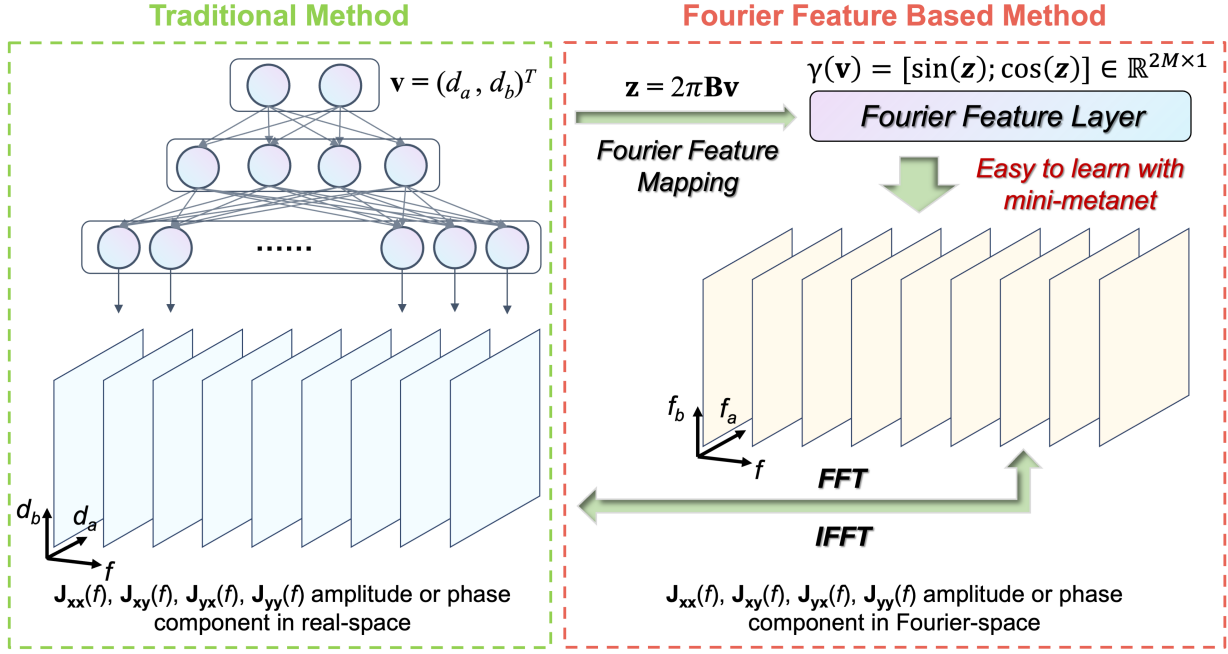 Traditional Method
v = (d_a, d_b)^T
......
d_b
d_a
f
J_xx(f), J_xy(f), J_yx(f), J_yy(f) amplitude or phase
component in real-space
Fourier Feature Based Method
z = 2πBv
Fourier Feature
Mapping
γ(v) = [sin(z); cos(z)] ∈ ℝ^{2M×1}
Fourier Feature Layer
Easy to learn with
mini-metanet
f_b
f_a
f
FFT
IFFT
J_xx(f), J_xy(f), J_yx(f), J_yy(f) amplitude or phase
component in Fourier-space